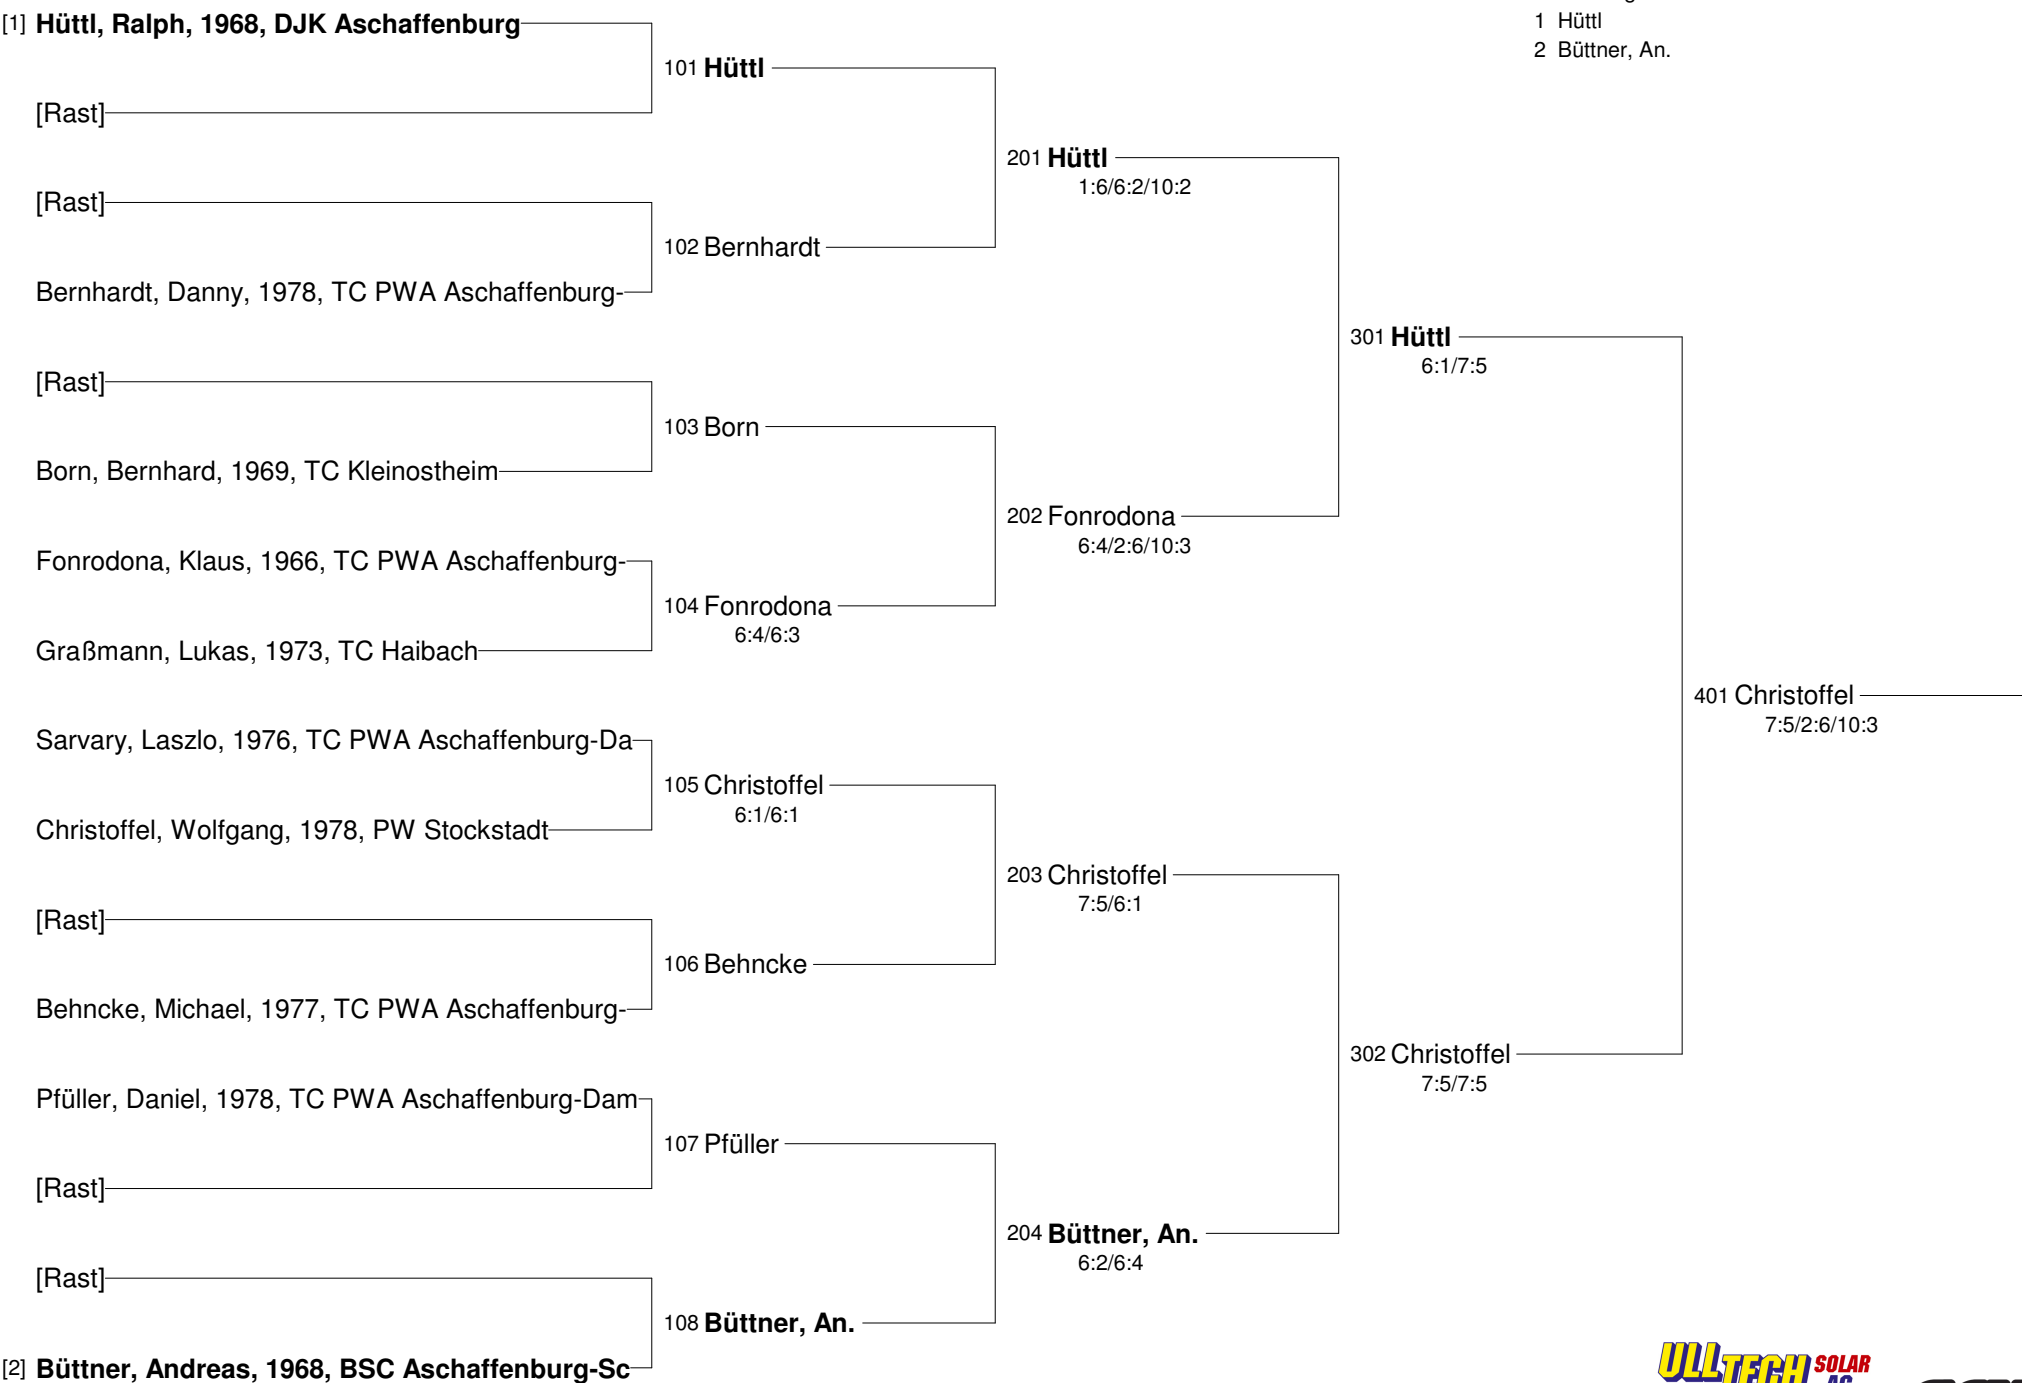 [1] Hüttl, Ralph, 1968, DJK Aschaffenburg
1 Hüttl
2 Büttner, An.
101 Hüttl
[Rast]
201 Hüttl
1:6/6:2/10:2
[Rast]
102 Bernhardt
Bernhardt, Danny, 1978, TC PWA Aschaffenburg-
301 Hüttl
6:1/7:5
[Rast]
103 Born
Born, Bernhard, 1969, TC Kleinostheim
202 Fonrodona
6:4/2:6/10:3
Fonrodona, Klaus, 1966, TC PWA Aschaffenburg-
104 Fonrodona
6:4/6:3
Graßmann, Lukas, 1973, TC Haibach
401 Christoffel
7:5/2:6/10:3
Sarvary, Laszlo, 1976, TC PWA Aschaffenburg-Da
105 Christoffel
6:1/6:1
Christoffel, Wolfgang, 1978, PW Stockstadt
203 Christoffel
7:5/6:1
[Rast]
106 Behncke
Behncke, Michael, 1977, TC PWA Aschaffenburg-
302 Christoffel
7:5/7:5
Pfüller, Daniel, 1978, TC PWA Aschaffenburg-Dam
107 Pfüller
[Rast]
204 Büttner, An.
6:2/6:4
[Rast]
108 Büttner, An.
[2] Büttner, Andreas, 1968, BSC Aschaffenburg-Sc
ULLTECH SOLAR
AG